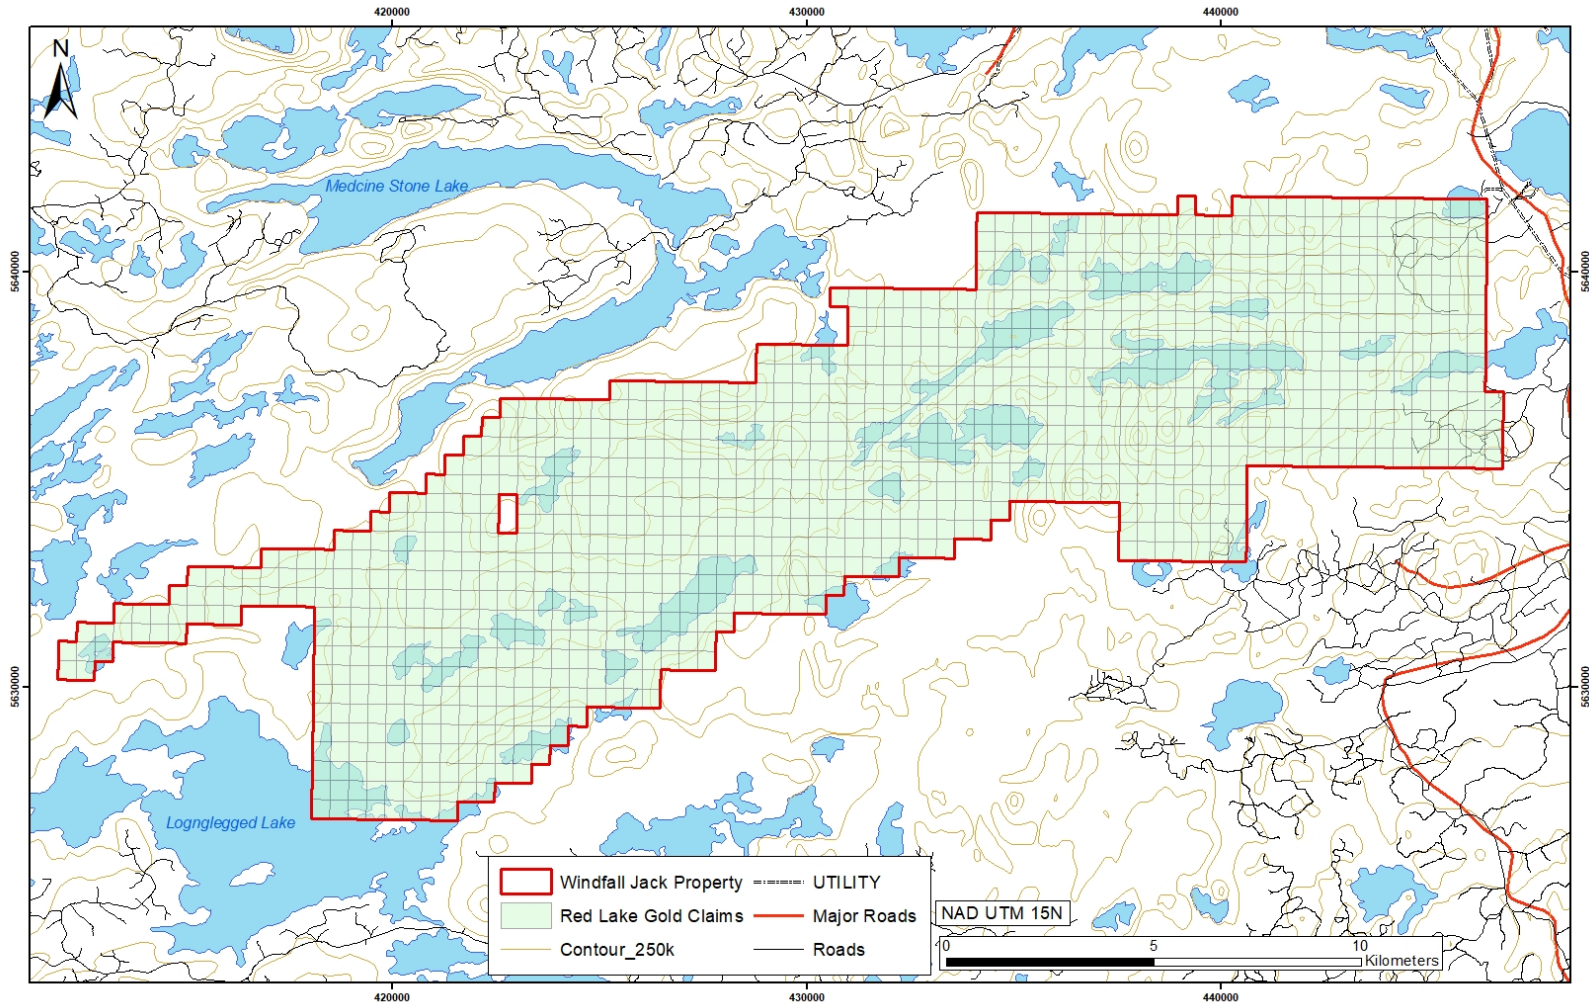 420000 430000 440000
N
Medcine Stone Lake
5640000 5640000
5630000 5630000
Lognglegged Lake
Windfall Jack Property UTILITY
Red Lake Gold Claims Major Roads
Contour_250k Roads
NAD UTM 15N
0 5 10
Kilometers
420000 430000 440000